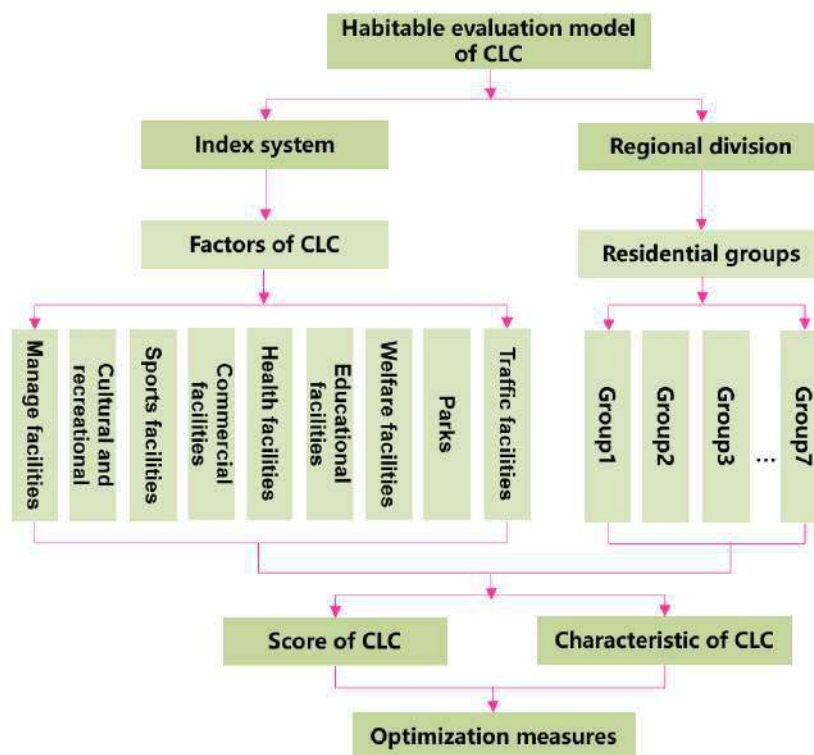 Habitable evaluation model
of CLC
Index system
Regional division
Factors of CLC
Residential groups
Manage facilities
Cultural and
recreational
Sports facilities
Commercial
facilities
Health facilities
Educational
facilities
Welfare facilities
Parks
Traffic facilities
Group1
Group2
Group3
...
Group7
Score of CLC
Characteristic of CLC
Optimization measures